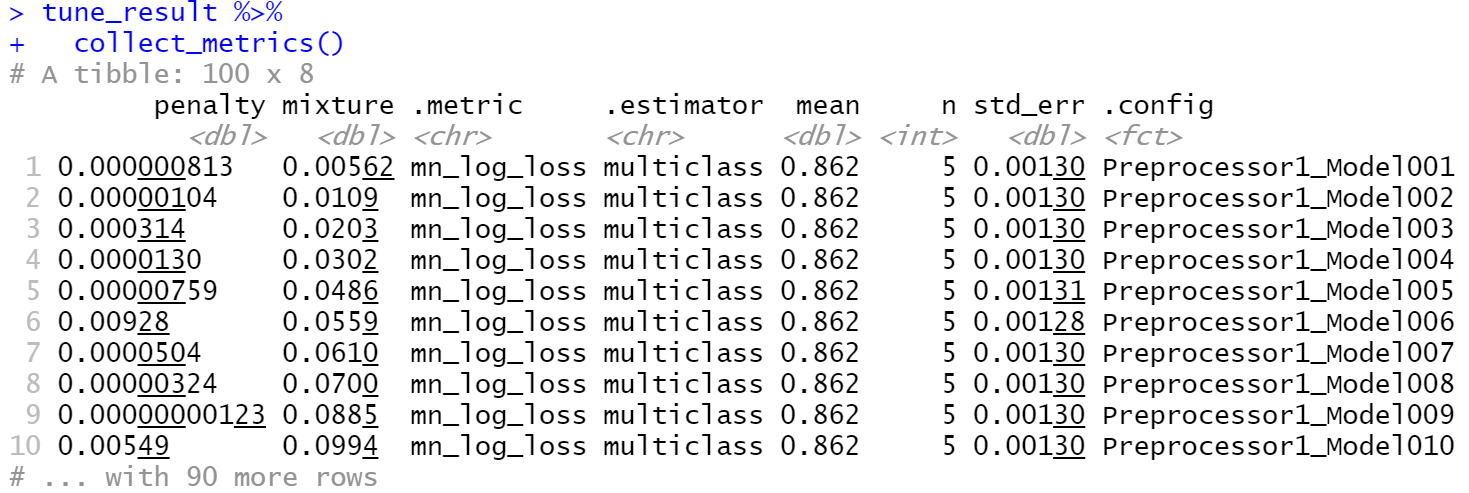 > tune_result %>%
+   collect_metrics()
# A tibble: 100 x 8
penalty mixture .metric .estimator mean n std_err .config
<dbl> <dbl> <chr> <chr> <dbl> <int> <dbl> <fct>
1 0.000000813 0.00562 mn_log_loss multiclass 0.862 5 0.00130 Preprocessor1_Model001
2 0.00000104 0.0109 mn_log_loss multiclass 0.862 5 0.00130 Preprocessor1_Model002
3 0.000314 0.0203 mn_log_loss multiclass 0.862 5 0.00130 Preprocessor1_Model003
4 0.0000130 0.0302 mn_log_loss multiclass 0.862 5 0.00130 Preprocessor1_Model004
5 0.00000759 0.0486 mn_log_loss multiclass 0.862 5 0.00131 Preprocessor1_Model005
6 0.00928 0.0559 mn_log_loss multiclass 0.862 5 0.00128 Preprocessor1_Model006
7 0.0000504 0.0610 mn_log_loss multiclass 0.862 5 0.00130 Preprocessor1_Model007
8 0.00000324 0.0700 mn_log_loss multiclass 0.862 5 0.00130 Preprocessor1_Model008
9 0.00000000123 0.0885 mn_log_loss multiclass 0.862 5 0.00130 Preprocessor1_Model009
10 0.00549 0.0994 mn_log_loss multiclass 0.862 5 0.00130 Preprocessor1_Model010
# ... with 90 more rows